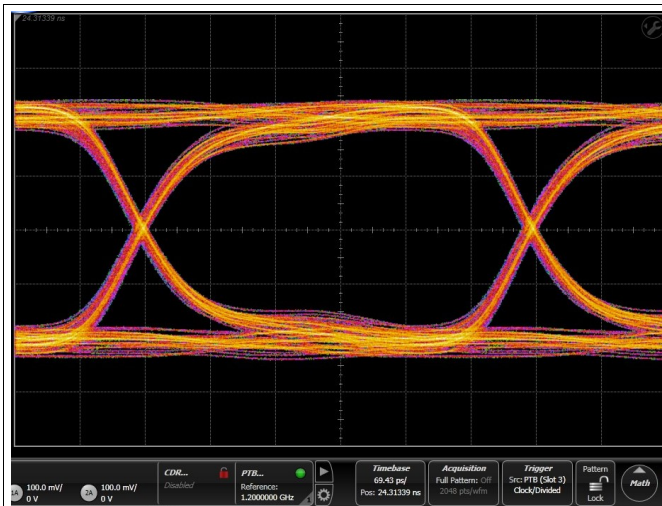 24.31339 ns
1A
100.0 mV/
0 V
2A
100.0 mV/
0 V
CDR...
Disabled
PTB...
Reference:
1.2000000 GHz
1
Timebase
69.43 ps/
Pos: 24.31339 ns
Acquisition
Full Pattern: Off
2048 pts/wfm
Trigger
Src: PTB (Slot 3)
Clock/Divided
Pattern
Lock
Math